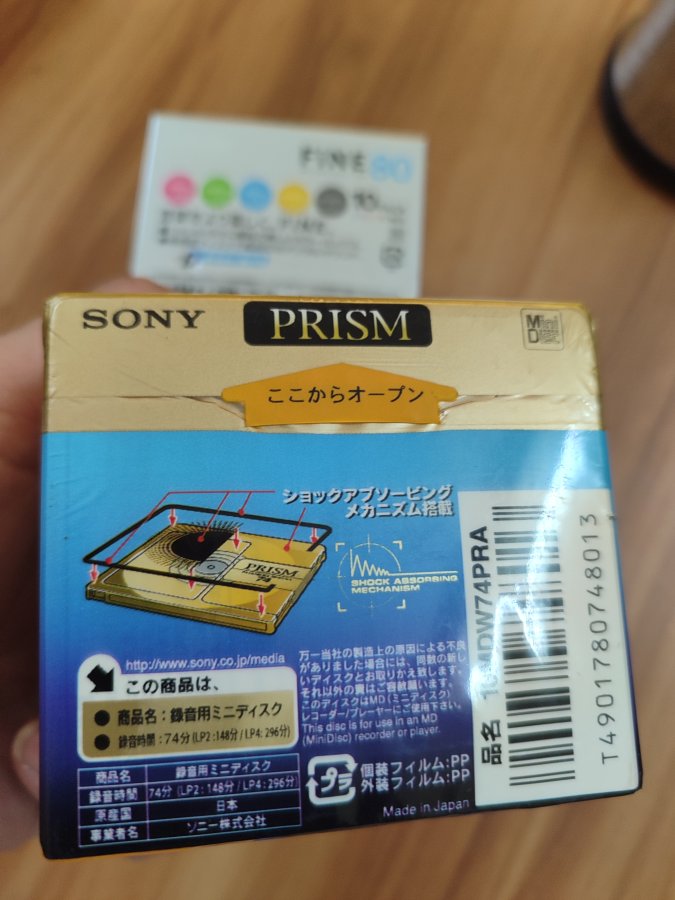 FINE 80
10
SONY
PRISM
Mini
Disc
ここからオープン
ショックアブソービング
メカニズム搭載
PRISM
SHOCK ABSORBING
MECHANISM
http://www.sony.co.jp/media
この商品は、
● 商品名：録音用ミニディスク
● 録音時間：74分(LP2：148分 / LP4：296分)
商品名 録音用ミニディスク
録音時間 74分 (LP2：148分 / LP4：296分)
原産国 日本
事業者名 ソニー株式会社
万一当社の製造上の原因による不良
がありました場合には、同数の新し
いディスクとお取りかえ致します。
それ以外の責はご容赦願います。
このディスクはMD(ミニディスク)
レコーダー/プレーヤーにご使用下さい。
This disc is for use in an MD
(MiniDisc) recorder or player.
プラ
個装フィルム：PP
外装フィルム：PP
Made in Japan
品名 10MDW74PRA
T4901780748013